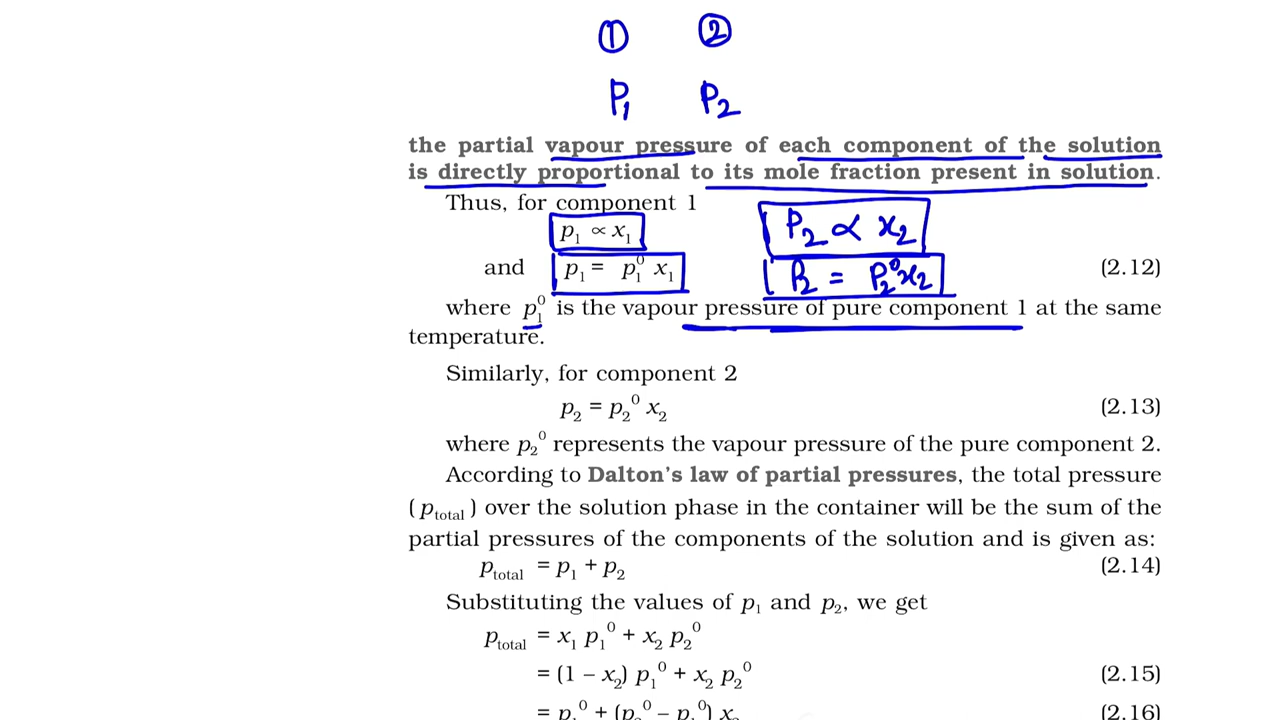 ① ②
P₁ P₂
the partial vapour pressure of each component of the solution
is directly proportional to its mole fraction present in solution.
Thus, for component 1
p₁ ∝ x₁ P₂ ∝ x₂
and p₁ = p₁⁰ x₁ P₂ = P₂⁰x₂ (2.12)
where p₁⁰ is the vapour pressure of pure component 1 at the same
temperature.
Similarly, for component 2
p₂ = p₂⁰ x₂ (2.13)
where p₂⁰ represents the vapour pressure of the pure component 2.
According to Dalton's law of partial pressures, the total pressure
(p_total) over the solution phase in the container will be the sum of the
partial pressures of the components of the solution and is given as:
p_total = p₁ + p₂ (2.14)
Substituting the values of p₁ and p₂, we get
p_total = x₁ p₁⁰ + x₂ p₂⁰
= (1 – x₂) p₁⁰ + x₂ p₂⁰ (2.15)
= p₁⁰ + (p₂⁰ – p₁⁰) x₂ (2.16)